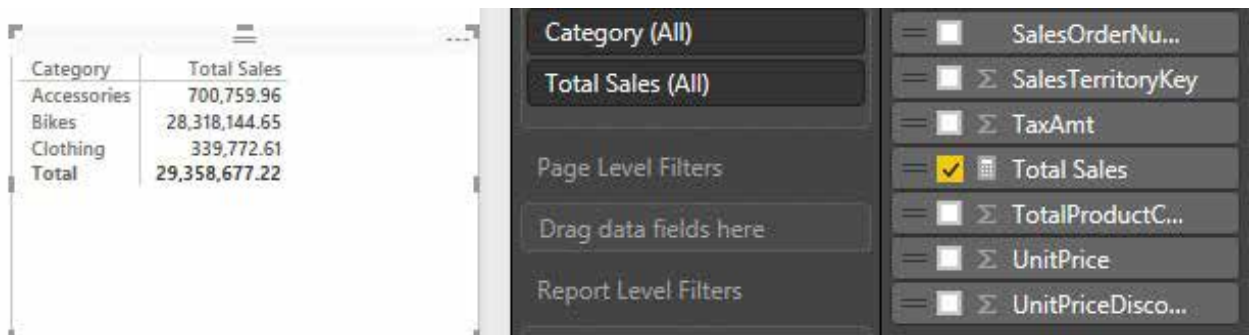 Category Total Sales
Accessories 700,759.96
Bikes 28,318,144.65
Clothing 339,772.61
Total 29,358,677.22
Category (All)
Total Sales (All)
Page Level Filters
Drag data fields here
Report Level Filters
SalesOrderNu...
Σ SalesTerritoryKey
Σ TaxAmt
Total Sales
Σ TotalProductC...
Σ UnitPrice
Σ UnitPriceDisco...